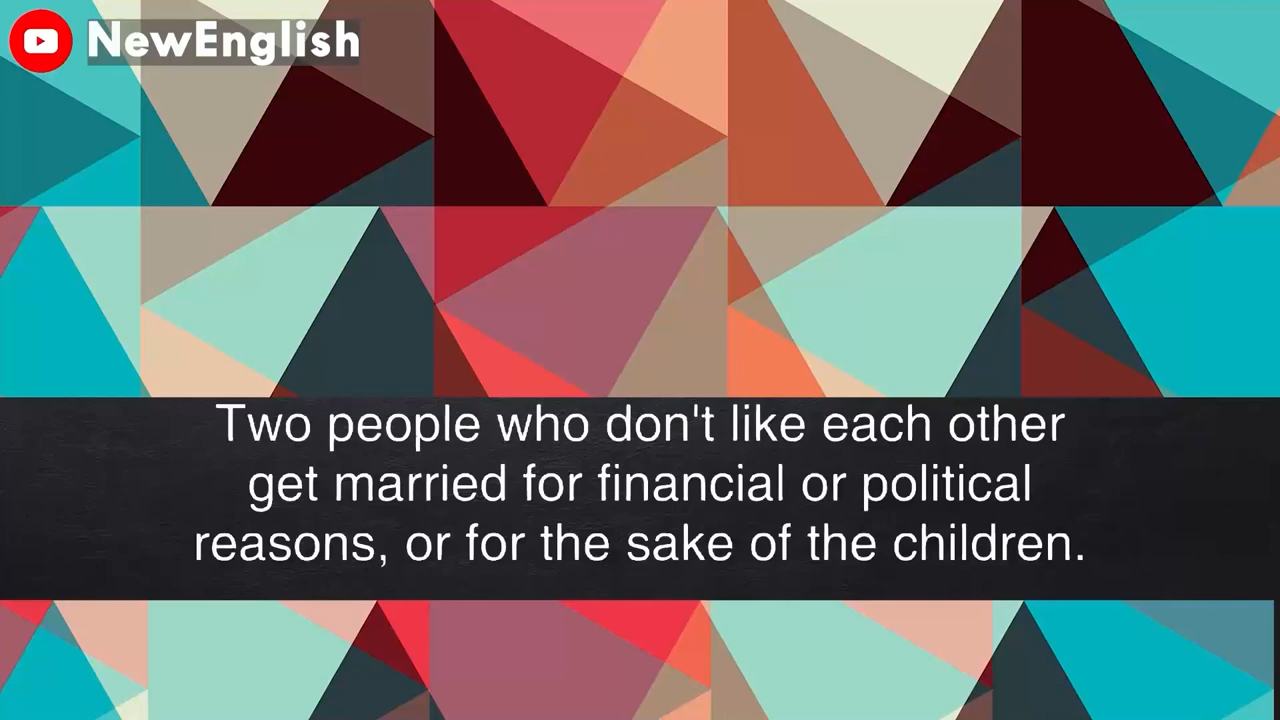 NewEnglish
Two people who don't like each other
get married for financial or political
reasons, or for the sake of the children.